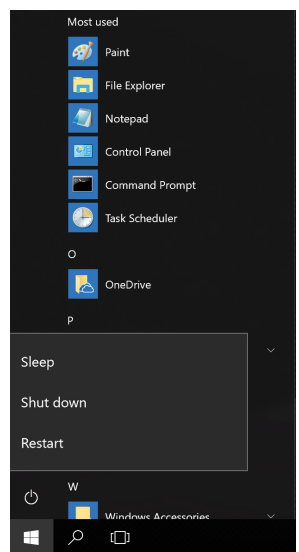 Most used
Paint
File Explorer
Notepad
Control Panel
Command Prompt
Task Scheduler
O
OneDrive
P
Sleep
Shut down
Restart
W
Windows Accessories